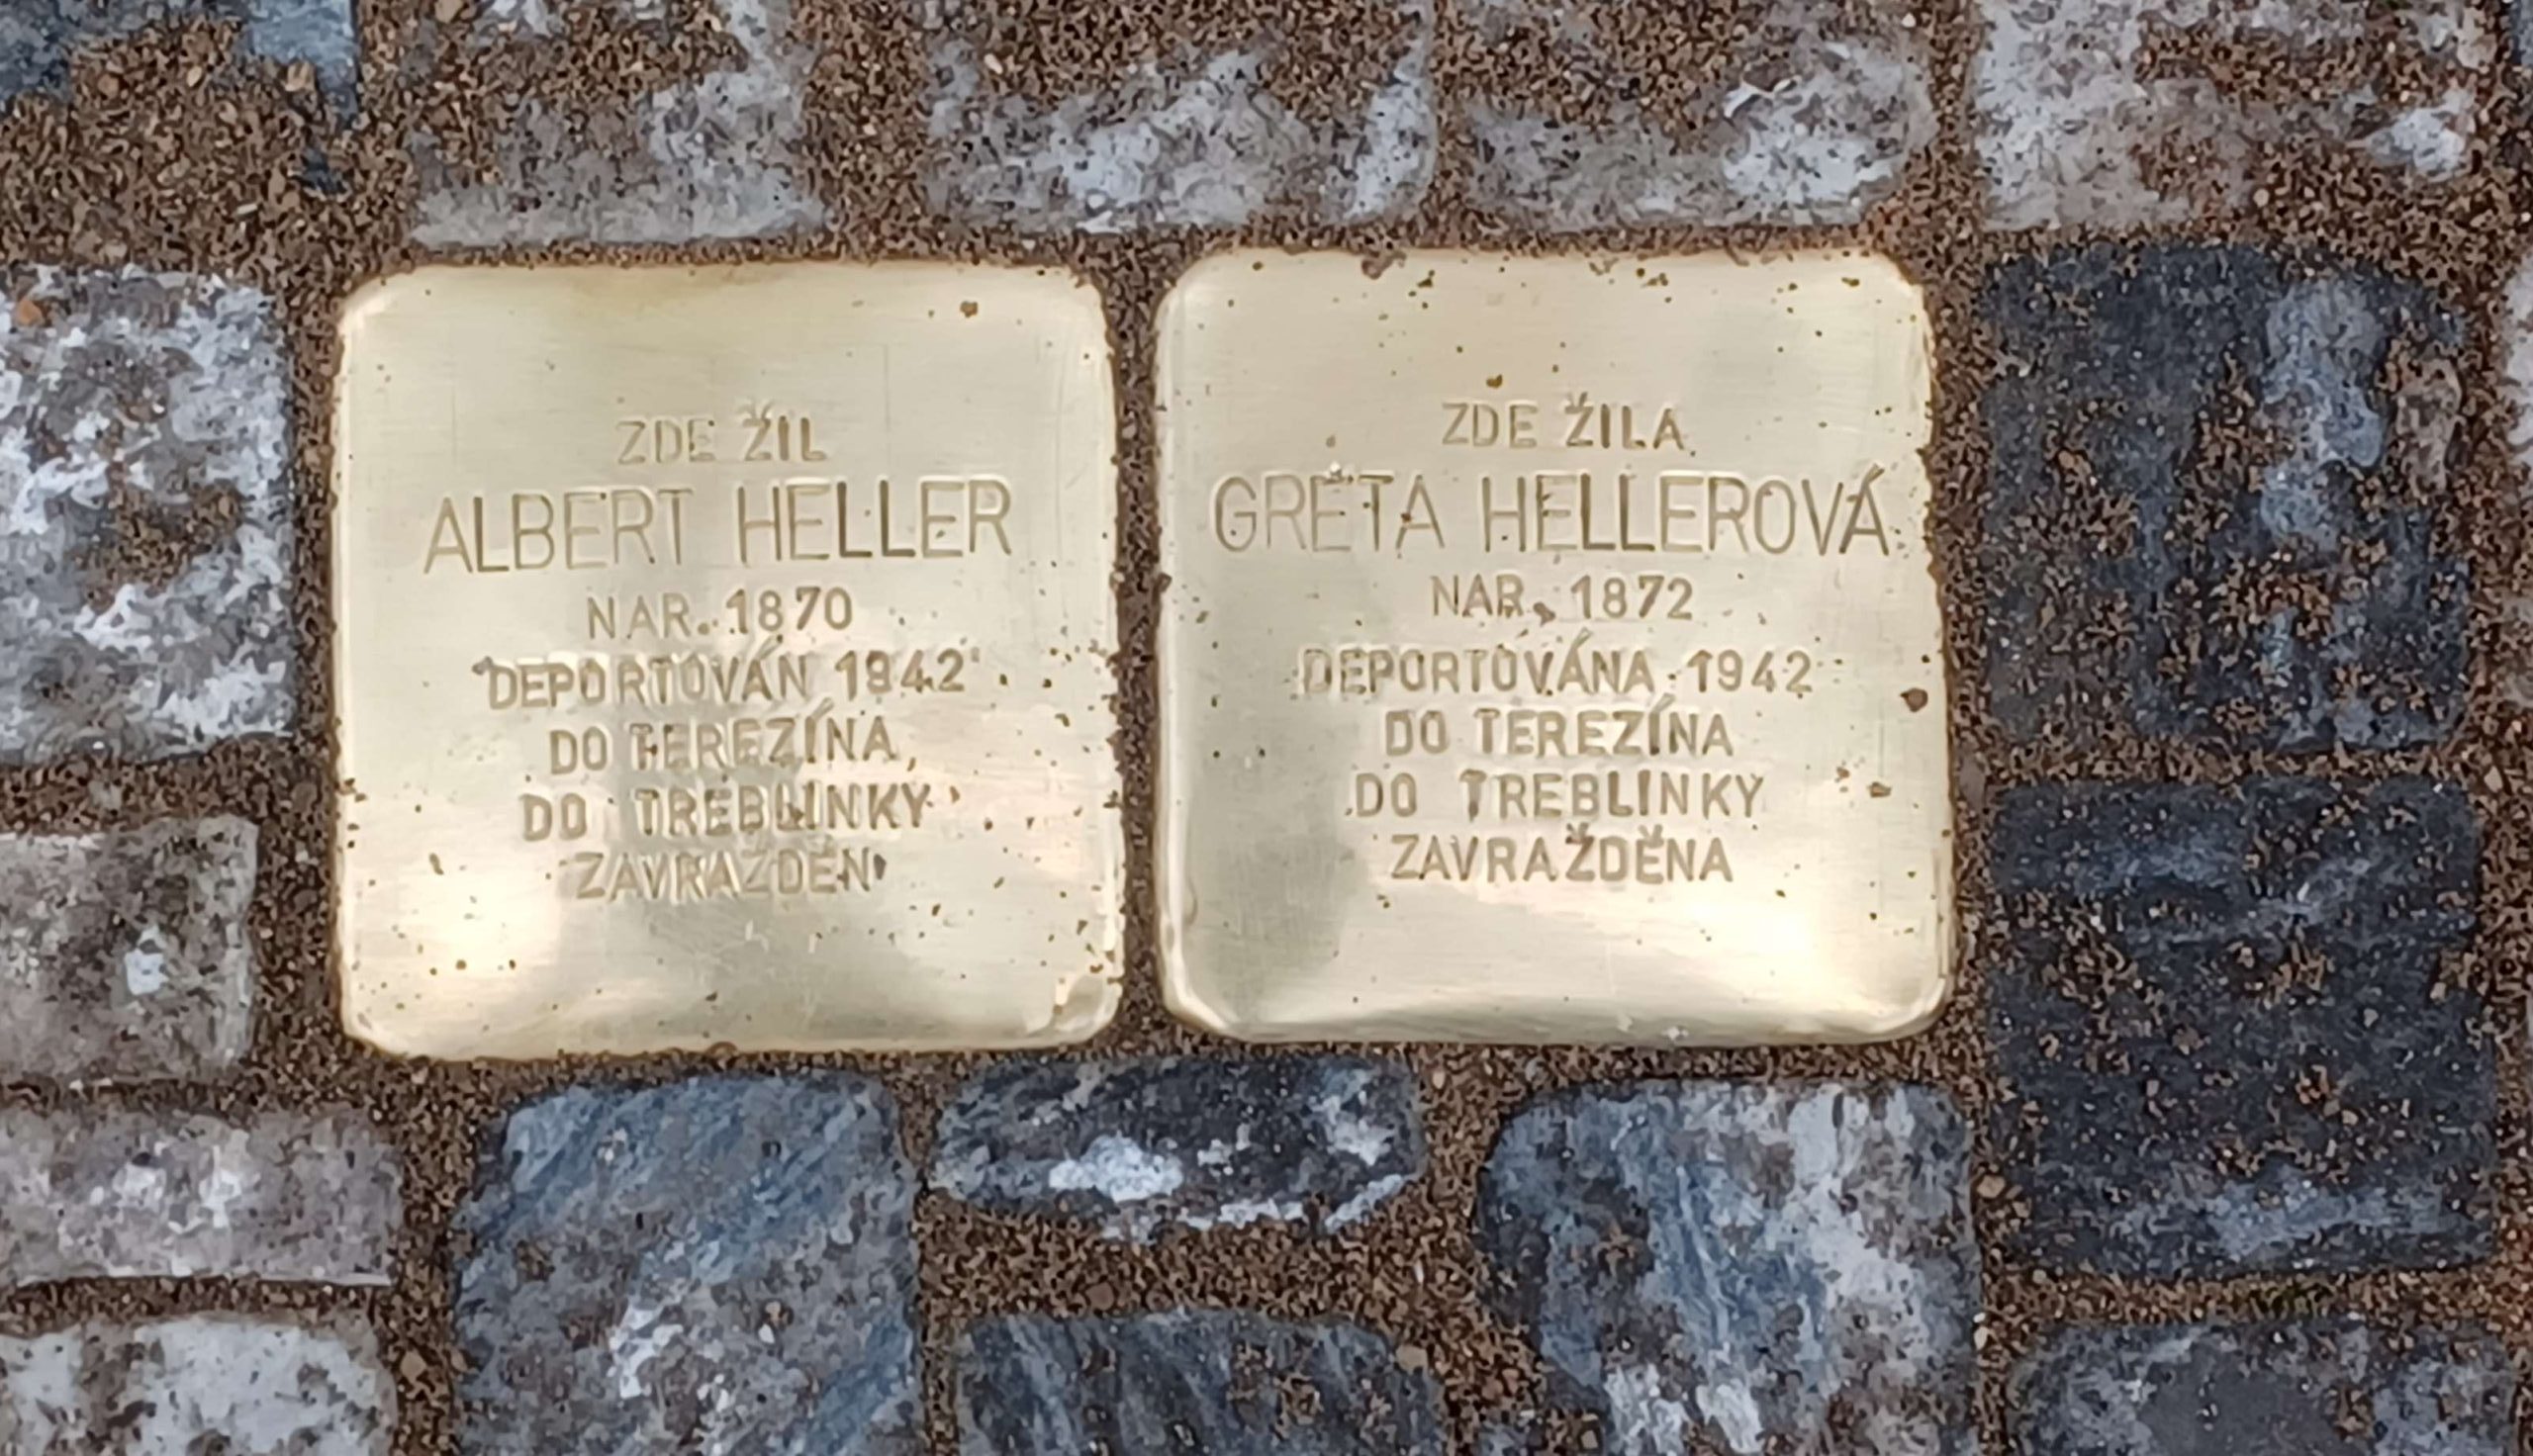 ZDE ŽIL
ALBERT HELLER
NAR. 1870
DEPORTOVÁN 1942
DO TEREZÍNA,
DO TREBLINKY
ZAVRAŽDĚN
ZDE ŽILA
GRÉTA HELLEROVÁ
NAR. 1872
DEPORTOVÁNA 1942
DO TEREZÍNA
DO TREBLINKY
ZAVRAŽDĚNA